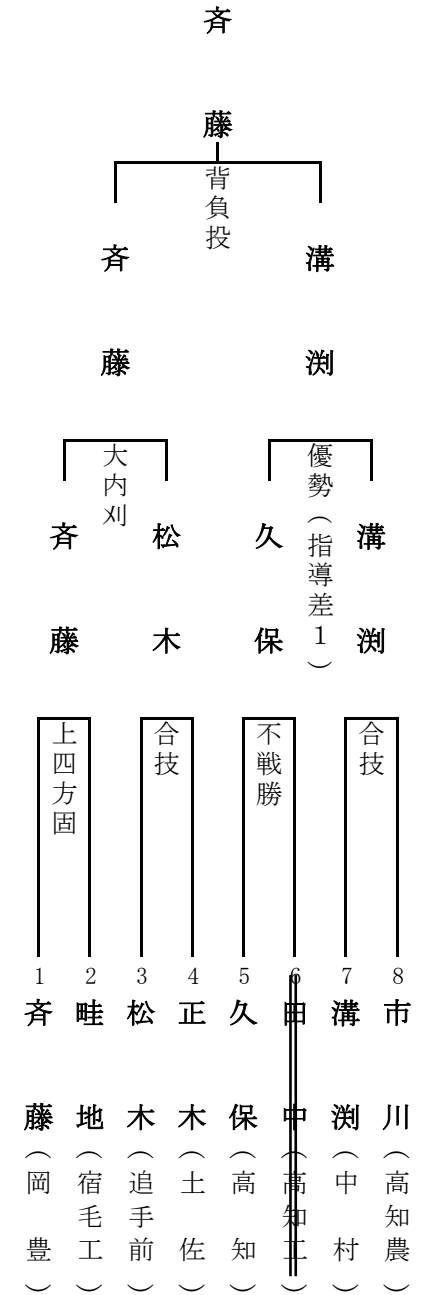 斉藤
背負投
斉藤
溝渕
大内刈
優勢（指導差１）
斉藤
松木
久保
溝渕
上四方固
合技
不戦勝
合技
1 斉藤（岡豊）
2 畦地（宿毛工）
3 松木（追手前）
4 正木（土佐）
5 久保（高知）
6 田中（高知工）
7 溝渕（中村）
8 市川（高知農）